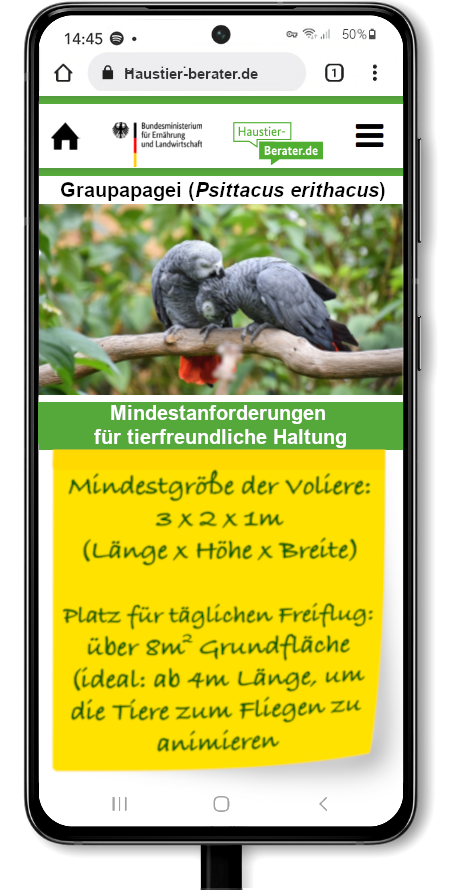 14:45
50%
Haustier-berater.de
1
Bundesministerium
für Ernährung
und Landwirtschaft
Haustier-
Berater.de
Graupapagei (Psittacus erithacus)
Mindestanforderungen
für tierfreundliche Haltung
Mindestgröße der Voliere:
3 x 2 x 1m
(Länge x Höhe x Breite)
Platz für täglichen Freiflug:
über 8m² Grundfläche
(ideal: ab 4m Länge, um
die Tiere zum Fliegen zu
animieren